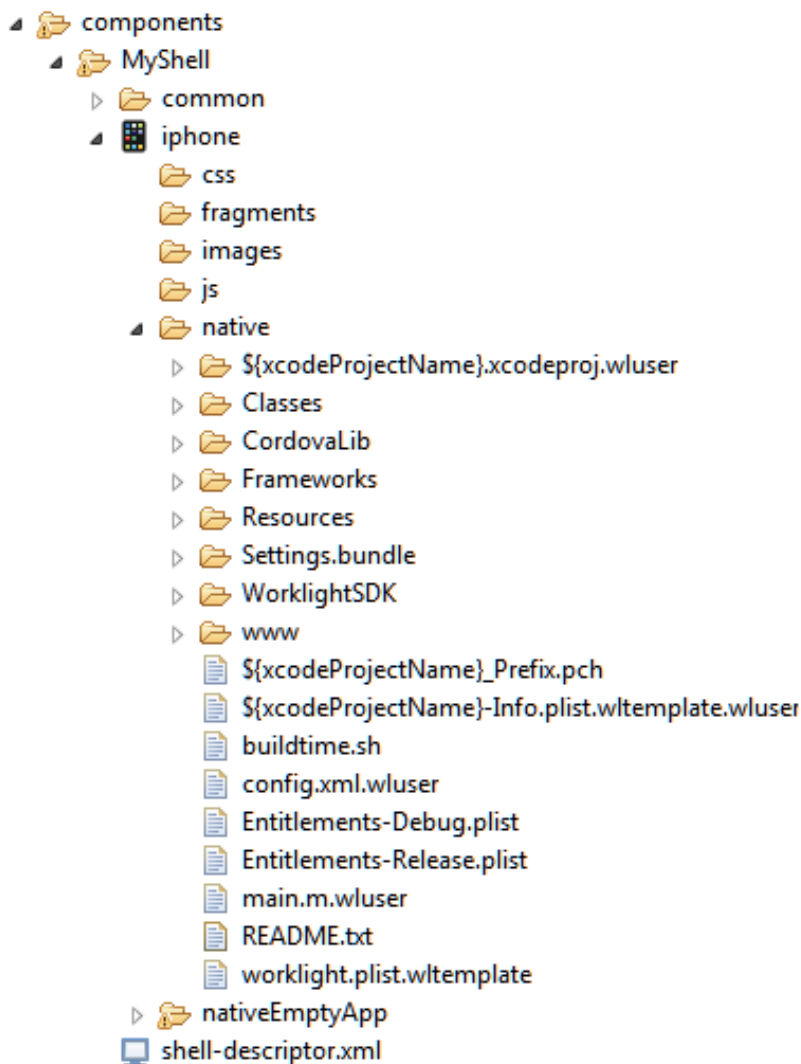 components
MyShell
common
iphone
css
fragments
images
js
native
${xcodeProjectName}.xcodeproj.wluser
Classes
CordovaLib
Frameworks
Resources
Settings.bundle
WorklightSDK
www
${xcodeProjectName}_Prefix.pch
${xcodeProjectName}-Info.plist.wltemplate.wluser
buildtime.sh
config.xml.wluser
Entitlements-Debug.plist
Entitlements-Release.plist
main.m.wluser
README.txt
worklight.plist.wltemplate
nativeEmptyApp
shell-descriptor.xml